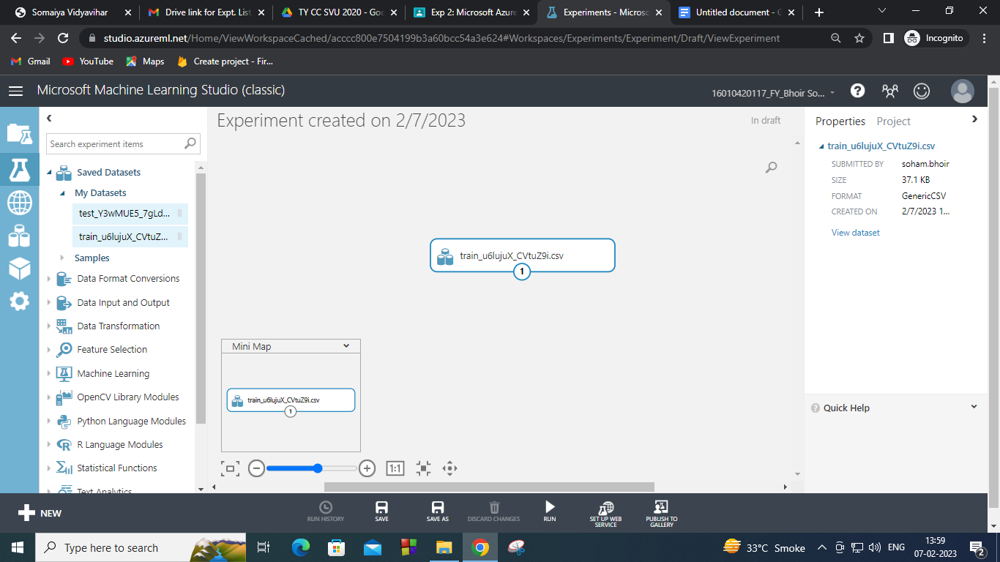 Somaiya Vidyavihar
Drive link for Expt. List
TY CC SVU 2020 - Goo
Exp 2: Microsoft Azure
Experiments - Microso
Untitled document - G
studio.azureml.net/Home/ViewWorkspaceCached/acccc800e7504199b3a60bcc54a3e624#Workspaces/Experiments/Experiment/Draft/ViewExperiment
Incognito
Gmail
YouTube
Maps
Create project - Fir...
Microsoft Machine Learning Studio (classic)
16010420117_FY_Bhoir So...
Experiment created on 2/7/2023
In draft
Properties
Project
Search experiment items
Saved Datasets
My Datasets
test_Y3wMUE5_7gLd...
train_u6lujuX_CVtuZ...
Samples
Data Format Conversions
Data Input and Output
Data Transformation
Feature Selection
Machine Learning
OpenCV Library Modules
Python Language Modules
R Language Modules
Statistical Functions
Text Analytics
train_u6lujuX_CVtuZ9i.csv
1
Mini Map
train_u6lujuX_CVtuZ9i.csv
1
1:1
train_u6lujuX_CVtuZ9i.csv
SUBMITTED BY soham.bhoir
SIZE 37.1 KB
FORMAT GenericCSV
CREATED ON 2/7/2023 1...
View dataset
Quick Help
NEW
RUN HISTORY
SAVE
SAVE AS
DISCARD CHANGES
RUN
SET UP WEB SERVICE
PUBLISH TO GALLERY
Type here to search
33°C Smoke
ENG
13:59
07-02-2023
2